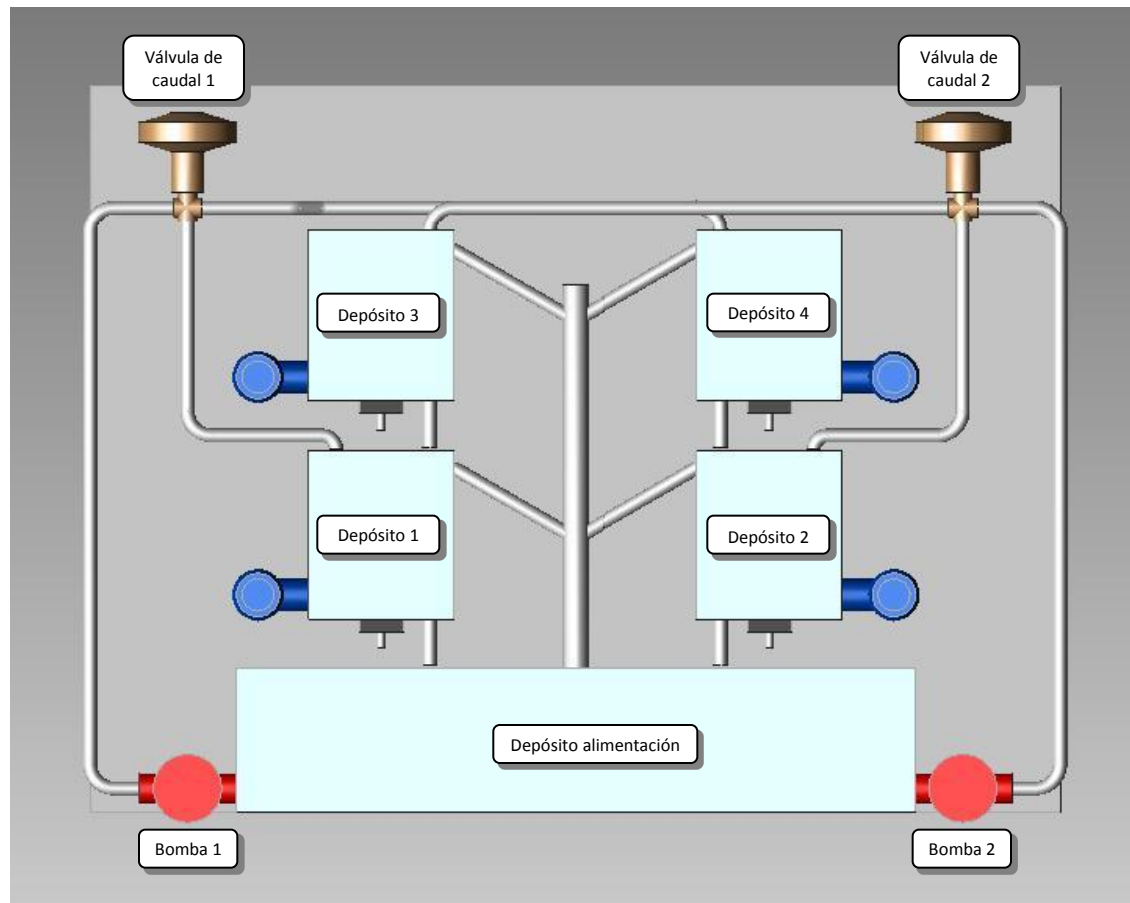 Válvula de
caudal 1
Válvula de
caudal 2
Depósito 3
Depósito 4
Depósito 1
Depósito 2
Depósito alimentación
Bomba 1
Bomba 2